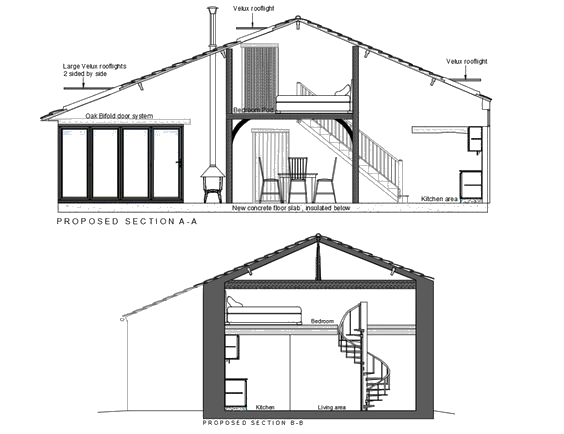 Velux rooflight
Large Velux rooflights
2 sided by side
Velux rooflight
Oak Bifold door system
Bedroom Pod
Kitchen area
New concrete floor slab , insulated below
PROPOSED SECTION A-A
Bedroom
Kitchen
Living area
PROPOSED SECTION B-B